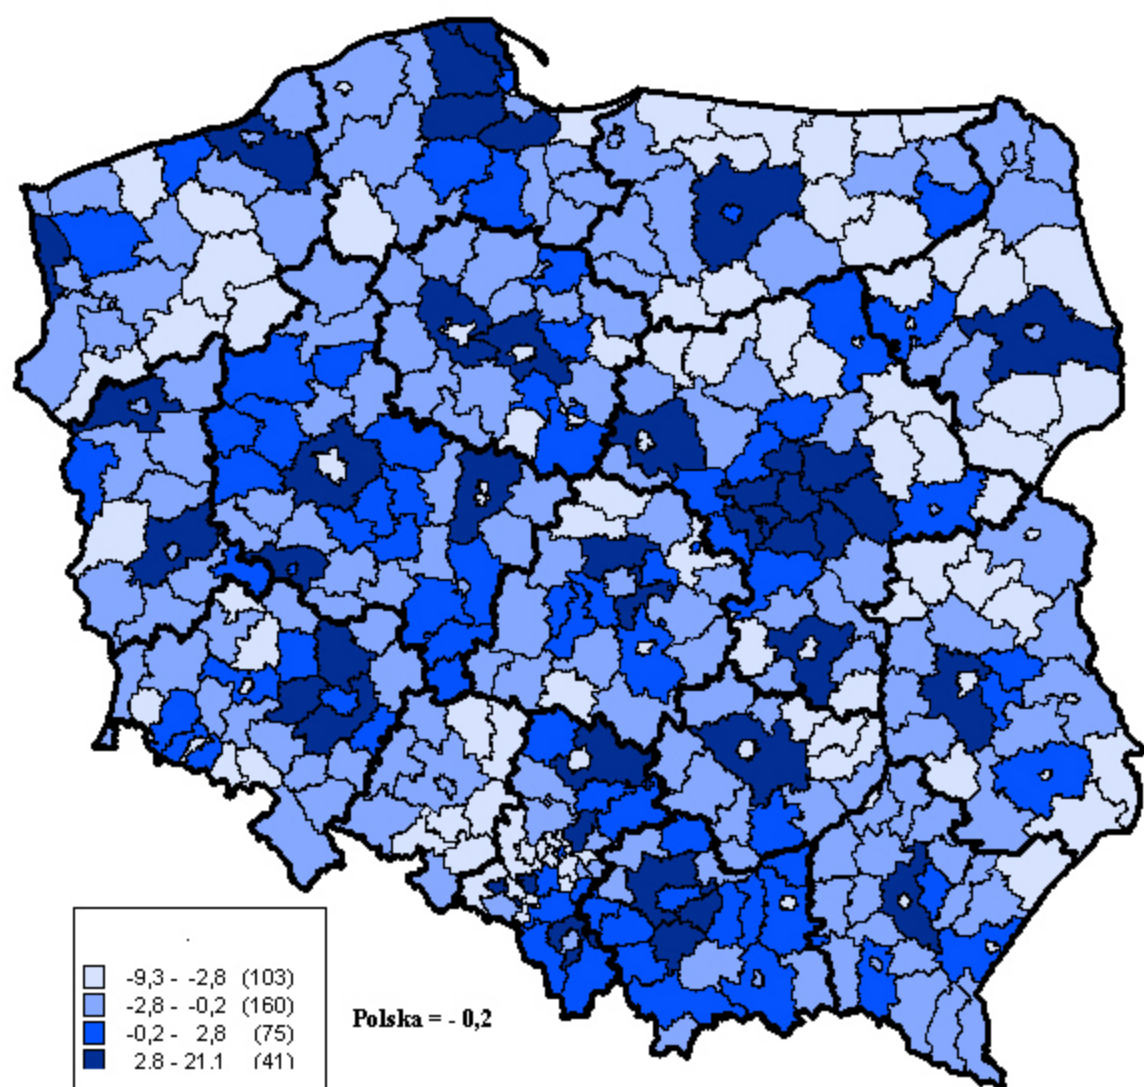 -9,3 - -2,8 (103)
-2,8 - -0,2 (160)
-0,2 - 2,8 (75)
2.8 - 21.1 (41)
Polska = - 0,2